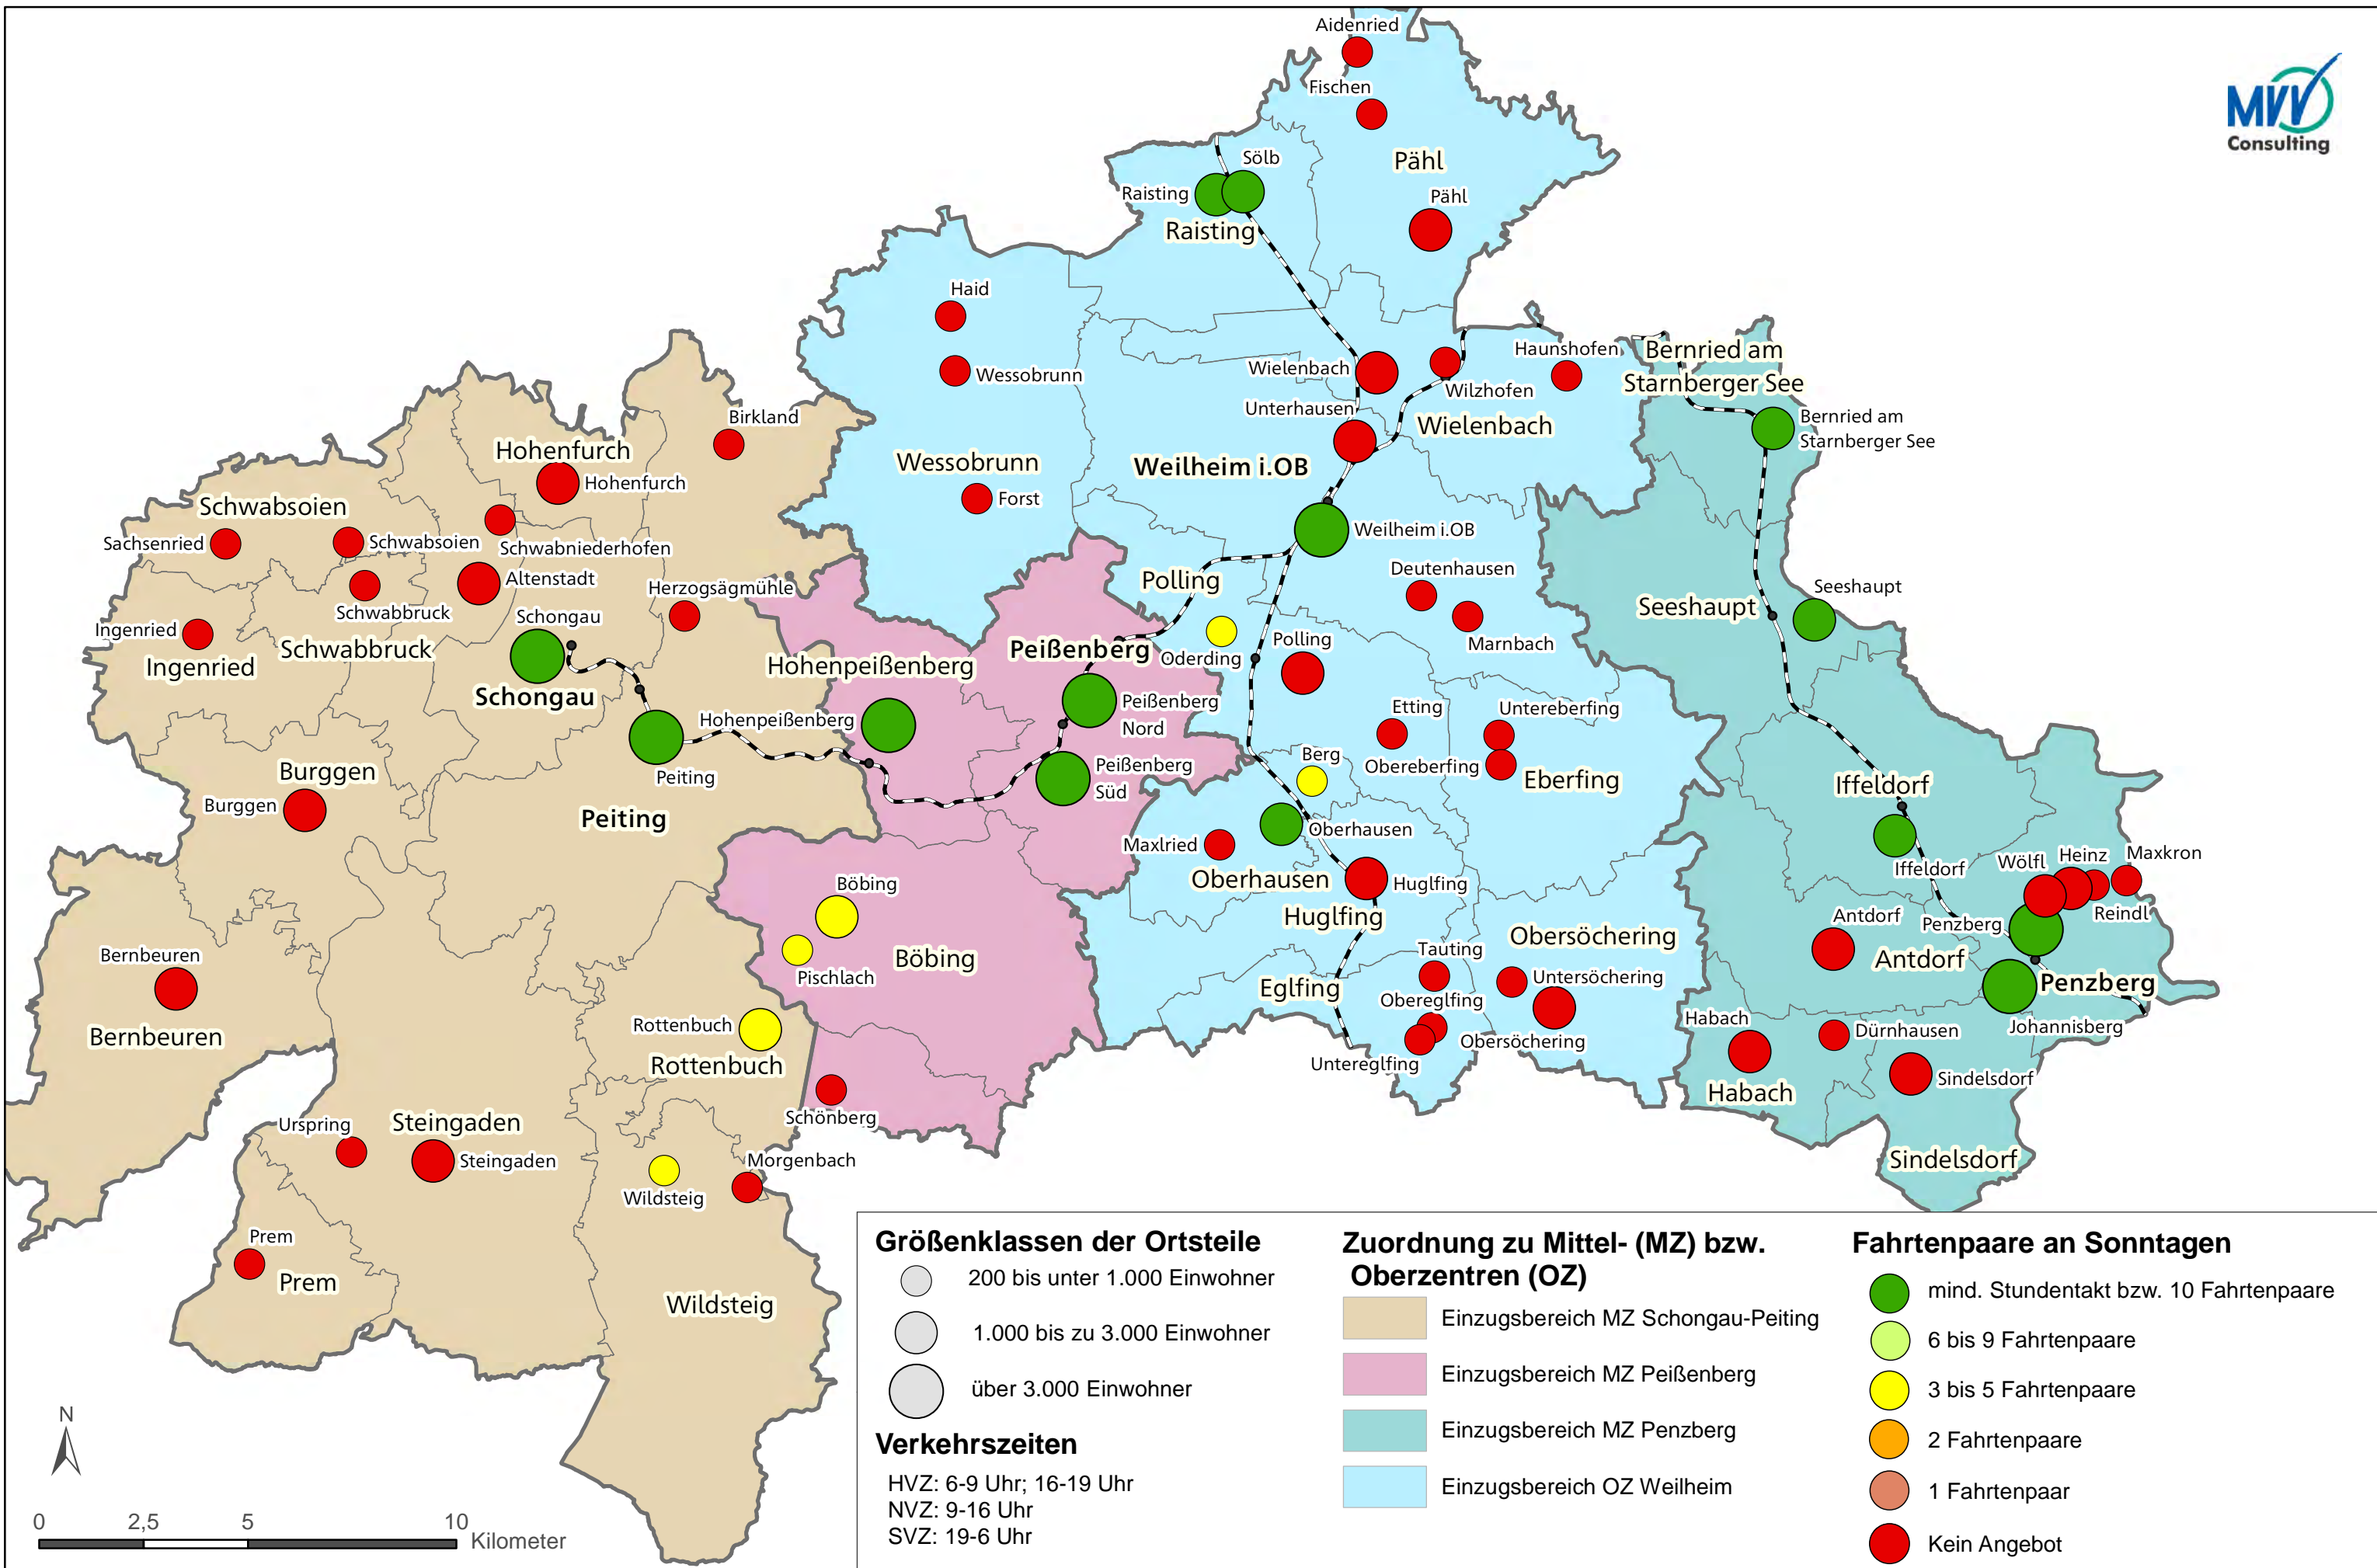 Aidenried
Fischen
MVV
Consulting
Sölb
Pähl
Raisting
Pähl
Raisting
Haid
Wessobrunn
Wielenbach
Haunshofen
Wilzhofen
Bernried am
Starnberger See
Unterhausen
Wielenbach
Bernried am
Starnberger See
Birkland
Hohenfurch
Hohenfurch
Wessobrunn
Weilheim i.OB
Forst
Schwabsoien
Sachsenried
Schwabsoien
Schwabniederhofen
Weilheim i.OB
Altenstadt
Schwabbruck
Herzogsägmühle
Polling
Deutenhausen
Seeshaupt
Seeshaupt
Schongau
Ingenried
Ingenried
Schwabbruck
Marnbach
Polling
Oderding
Peißenberg
Hohenpeißenberg
Schongau
Hohenpeißenberg
Peißenberg
Nord
Etting
Untereberfing
Peißenberg
Süd
Berg
Obereberfing
Eberfing
Peiting
Burggen
Burggen
Peiting
Iffeldorf
Oberhausen
Maxlried
Oberhausen
Iffeldorf
Wölfl
Heinz
Maxkron
Huglfing
Huglfing
Böbing
Reindl
Antdorf
Penzberg
Antdorf
Böbing
Pischlach
Obersöchering
Tauting
Untersöchering
Bernbeuren
Bernbeuren
Eglfing
Obereglfing
Penzberg
Rottenbuch
Rottenbuch
Habach
Dürnhausen
Johannisberg
Obersöchering
Untereglfing
Sindelsdorf
Habach
Schönberg
Urspring
Steingaden
Steingaden
Morgenbach
Sindelsdorf
Wildsteig
Prem
Prem
Wildsteig
Größenklassen der Ortsteile
200 bis unter 1.000 Einwohner
1.000 bis zu 3.000 Einwohner
über 3.000 Einwohner
Verkehrszeiten
HVZ: 6-9 Uhr; 16-19 Uhr
NVZ: 9-16 Uhr
SVZ: 19-6 Uhr
Zuordnung zu Mittel- (MZ) bzw.
Oberzentren (OZ)
Einzugsbereich MZ Schongau-Peiting
Einzugsbereich MZ Peißenberg
Einzugsbereich MZ Penzberg
Einzugsbereich OZ Weilheim
Fahrtenpaare an Sonntagen
mind. Stundentakt bzw. 10 Fahrtenpaare
6 bis 9 Fahrtenpaare
3 bis 5 Fahrtenpaare
2 Fahrtenpaare
1 Fahrtenpaar
Kein Angebot
N
0 2,5 5 10
Kilometer